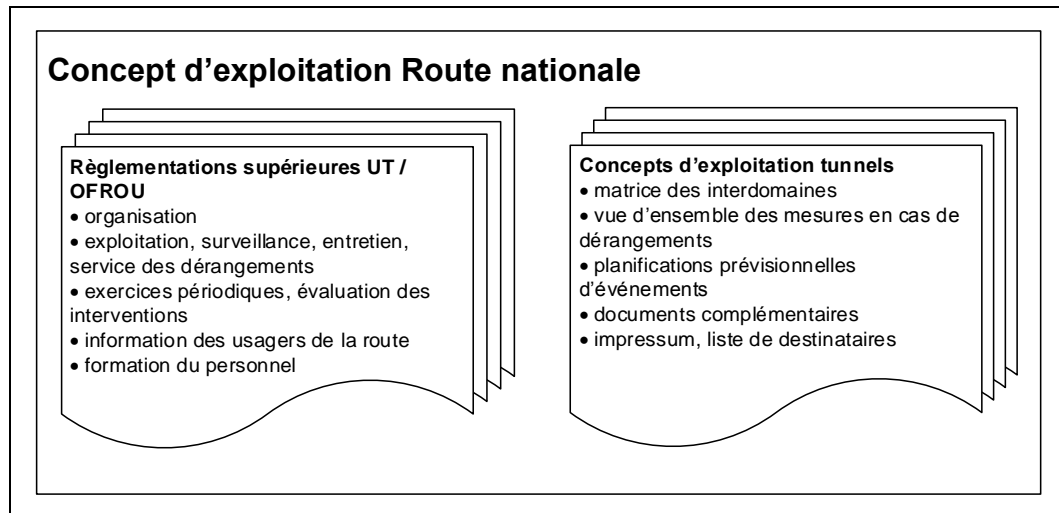 Concept d'exploitation Route nationale
Règlementations supérieures UT /
OFROU
• organisation
• exploitation, surveillance, entretien,
service des dérangements
• exercices périodiques, évaluation des
interventions
• information des usagers de la route
• formation du personnel
Concepts d'exploitation tunnels
• matrice des interdomaines
• vue d'ensemble des mesures en cas de
dérangements
• planifications prévisionnelles
d'événements
• documents complémentaires
• impressum, liste de destinataires